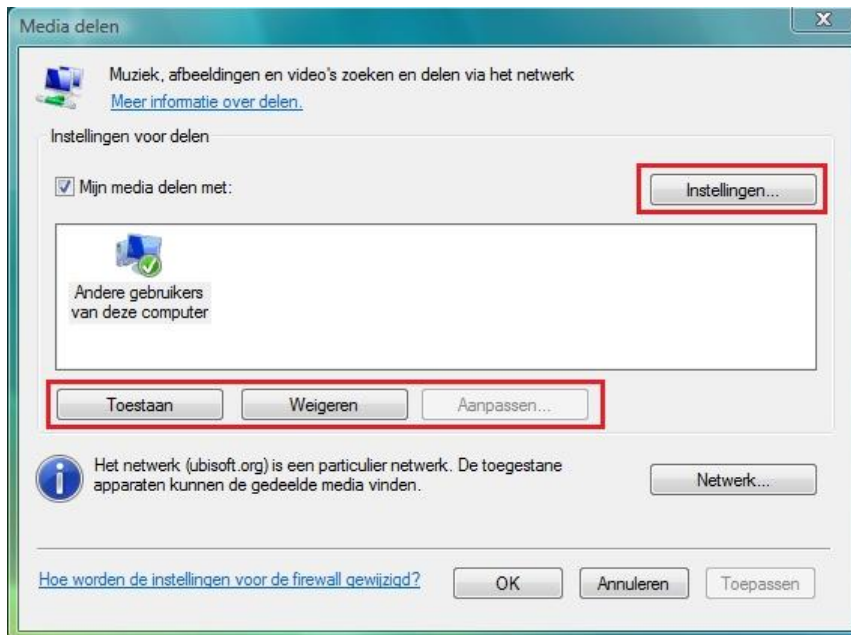 Media delen
Muziek, afbeeldingen en video's zoeken en delen via het netwerk
Meer informatie over delen.
Instellingen voor delen
Mijn media delen met:
Instellingen...
Andere gebruikers
van deze computer
Toestaan
Weigeren
Aanpassen...
Het netwerk (ubisoft.org) is een particulier netwerk. De toegestane
apparaten kunnen de gedeelde media vinden.
Netwerk...
Hoe worden de instellingen voor de firewall gewijzigd?
OK
Annuleren
Toepassen